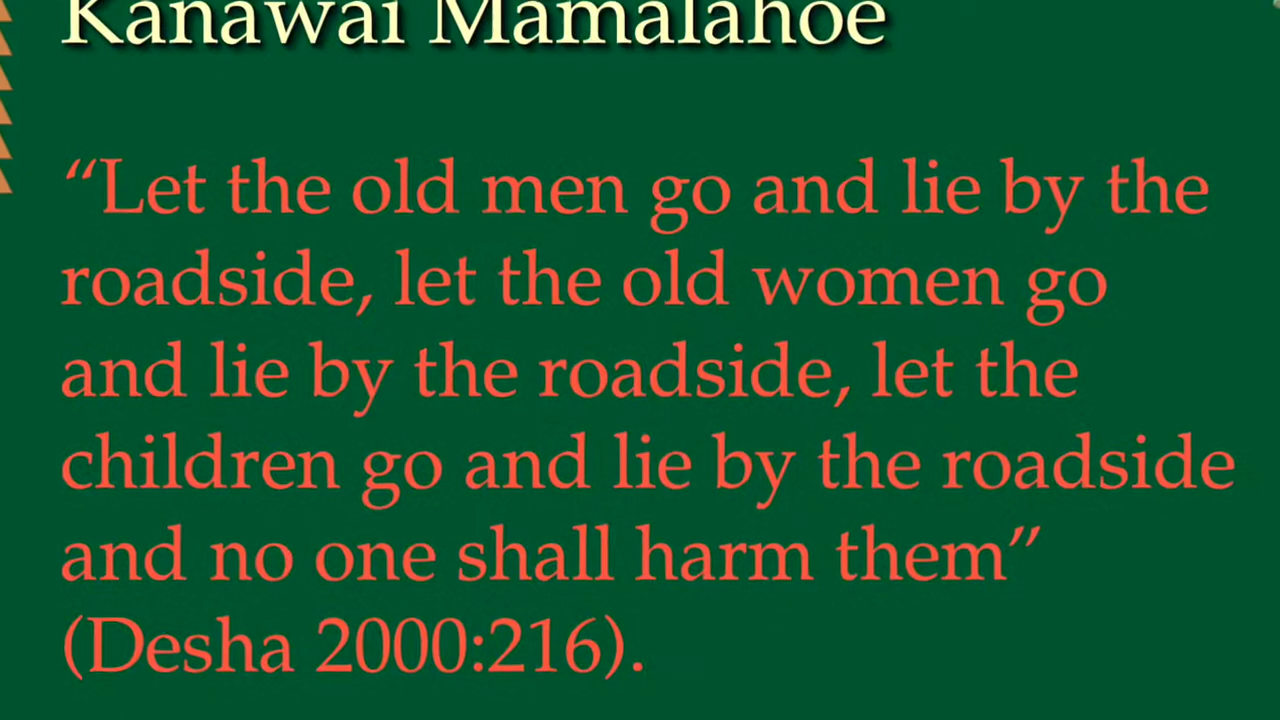 Kanawai Mamalahoe
“Let the old men go and lie by the
roadside, let the old women go
and lie by the roadside, let the
children go and lie by the roadside
and no one shall harm them”
(Desha 2000:216).